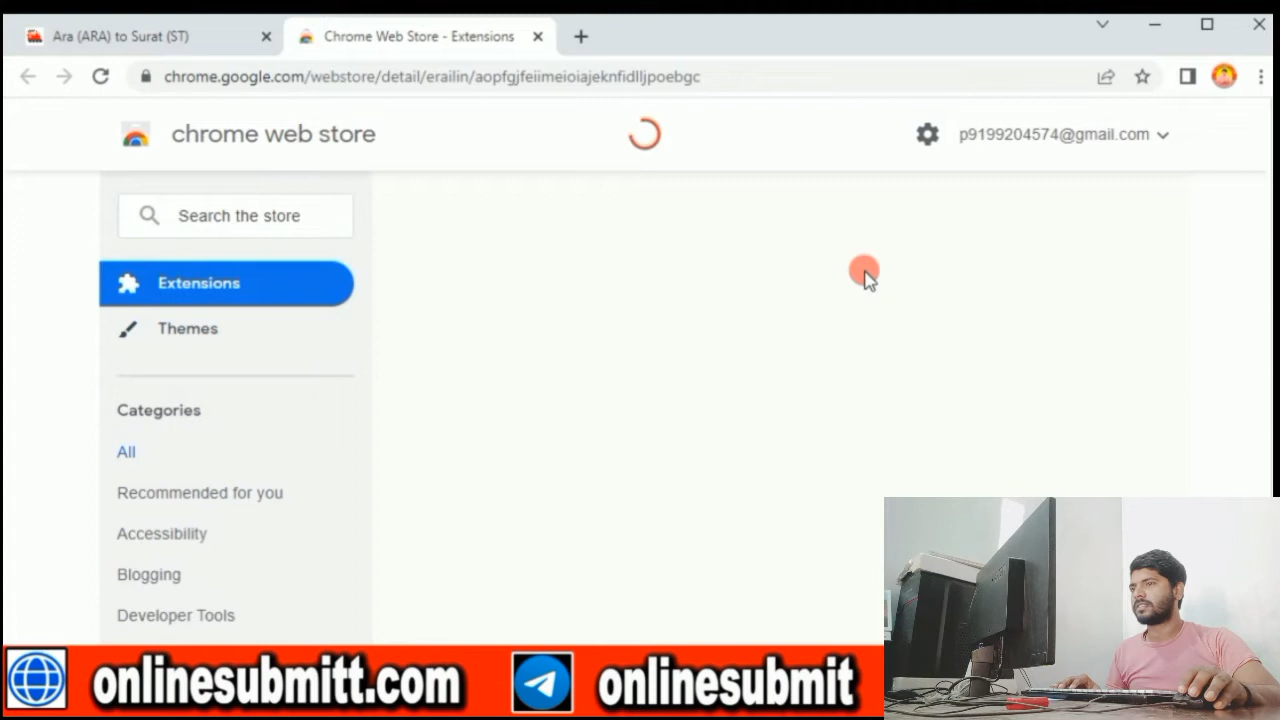 Ara (ARA) to Surat (ST)
Chrome Web Store - Extensions
chrome.google.com/webstore/detail/erailin/aopfgjfeiimeioiajeknfidlljpoebgc
chrome web store
p9199204574@gmail.com
Search the store
Extensions
Themes
Categories
All
Recommended for you
Accessibility
Blogging
Developer Tools
onlinesubmitt.com
onlinesubmit